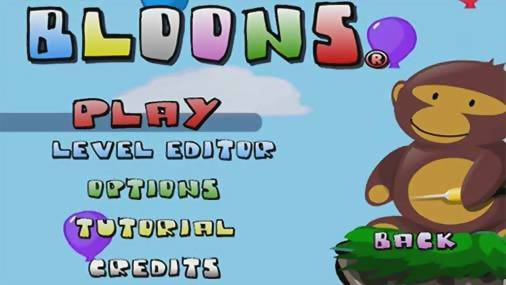 BLOONS®
PLAY
LEVEL EDITOR
OPTIONS
TUTORIAL
BACK
CREDITS